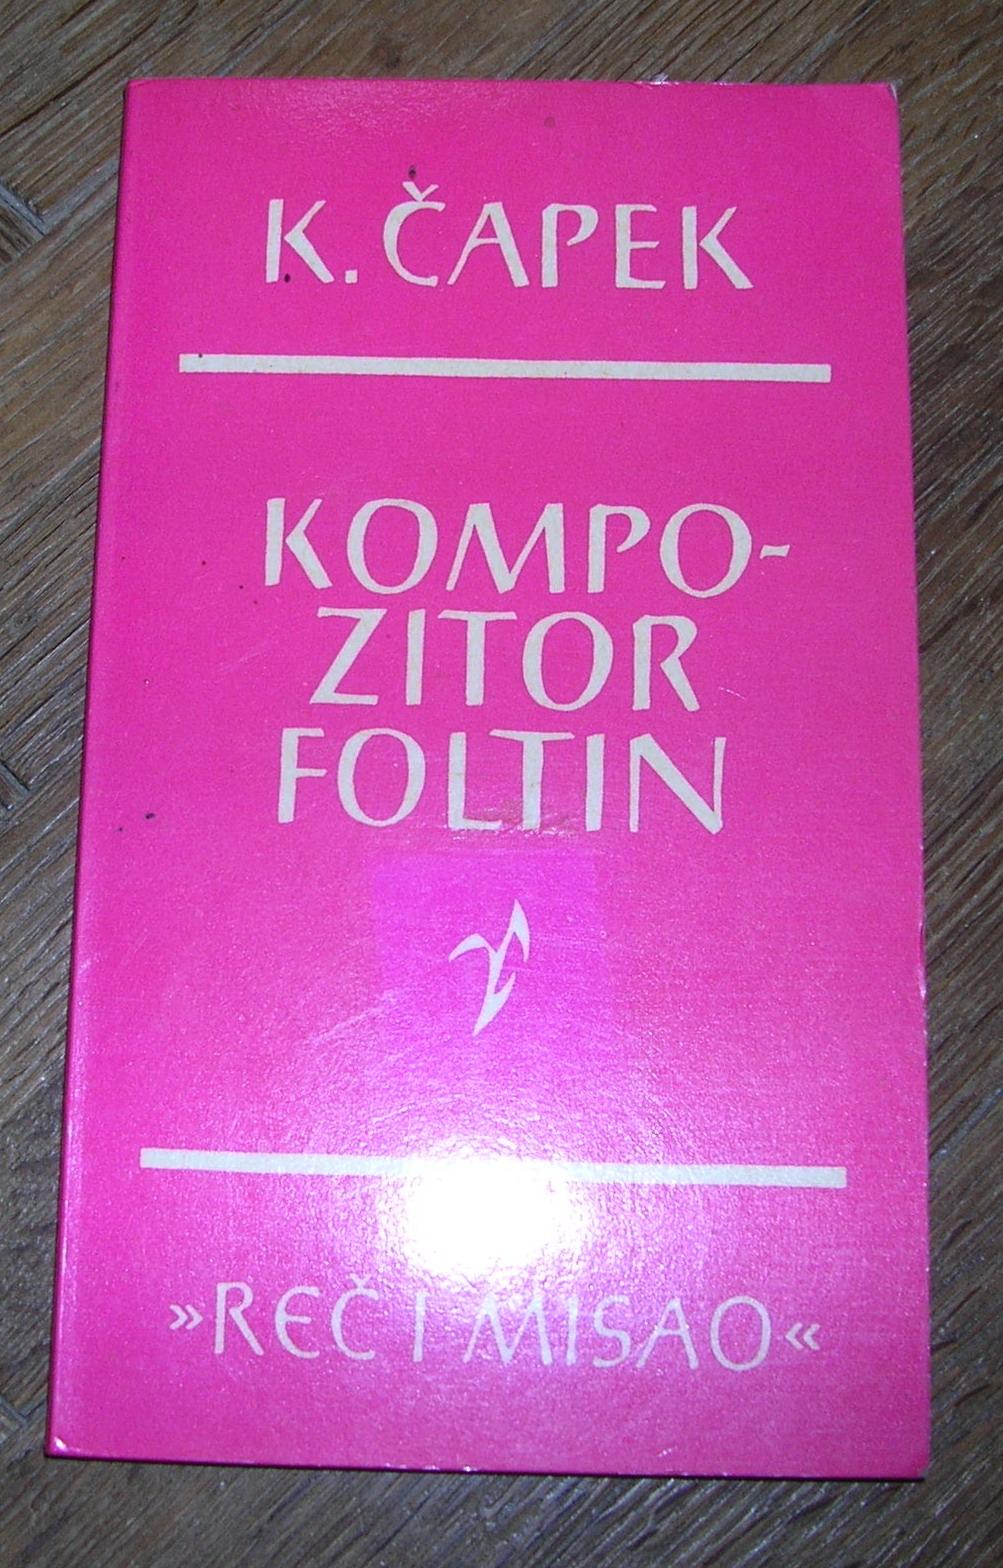 K. ČAPEK
KOMPO-
ZITOR
FOLTIN
»REČ I MISAO«